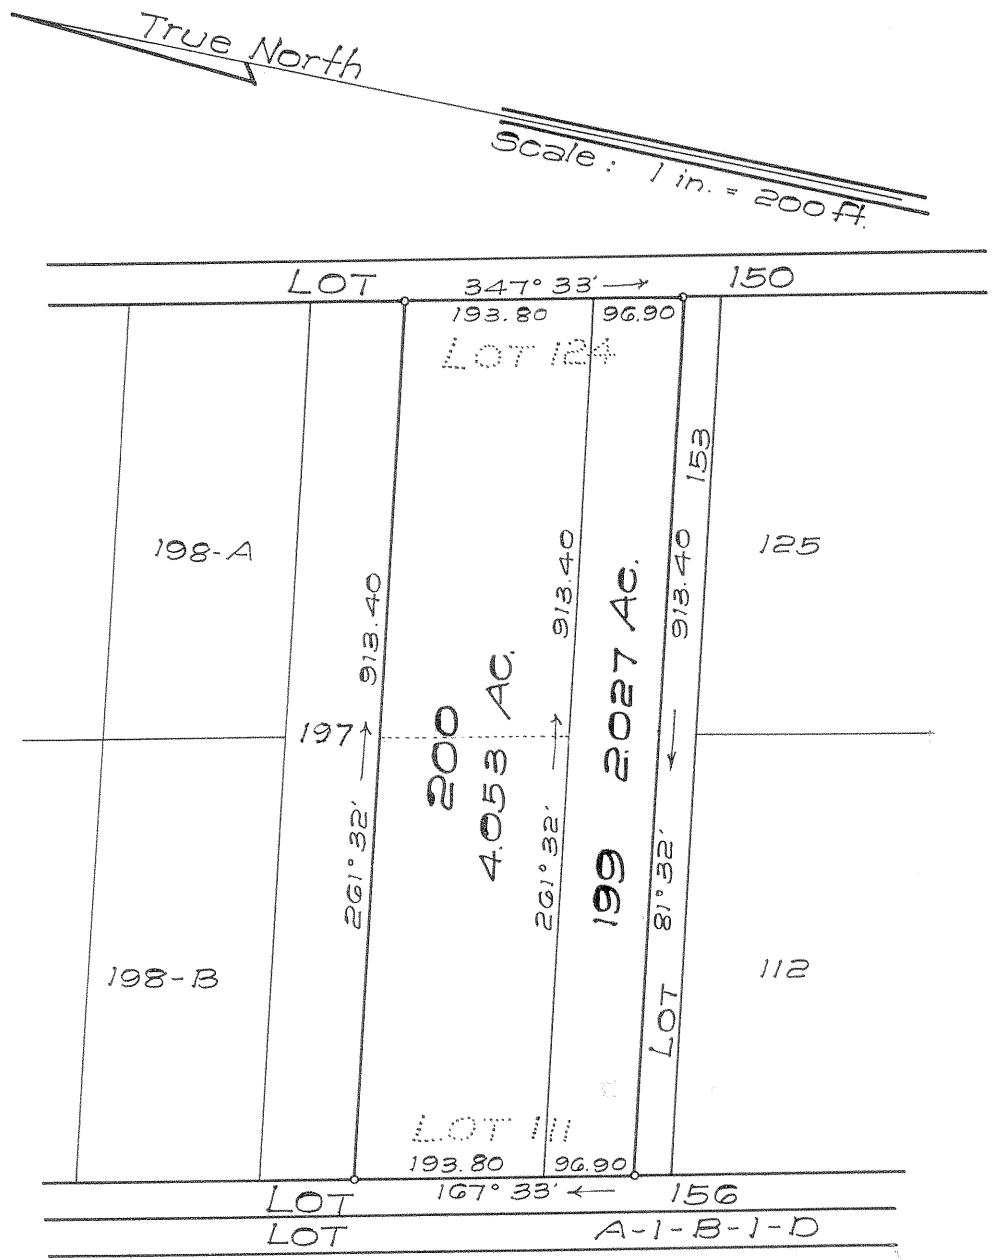 True North
Scale: 1 in. = 200 ft.
LOT 347° 33' → 150
193.80 96.90
LOT 124
153
198-A
125
913.40
913.40
913.40
200
4.053 Ac.
199 2.027 Ac.
197
261° 32'
261° 32'
81° 32'
LOT
198-B
112
LOT 111
193.80 96.90
LOT 167° 33' ← 156
LOT A-1-B-1-D